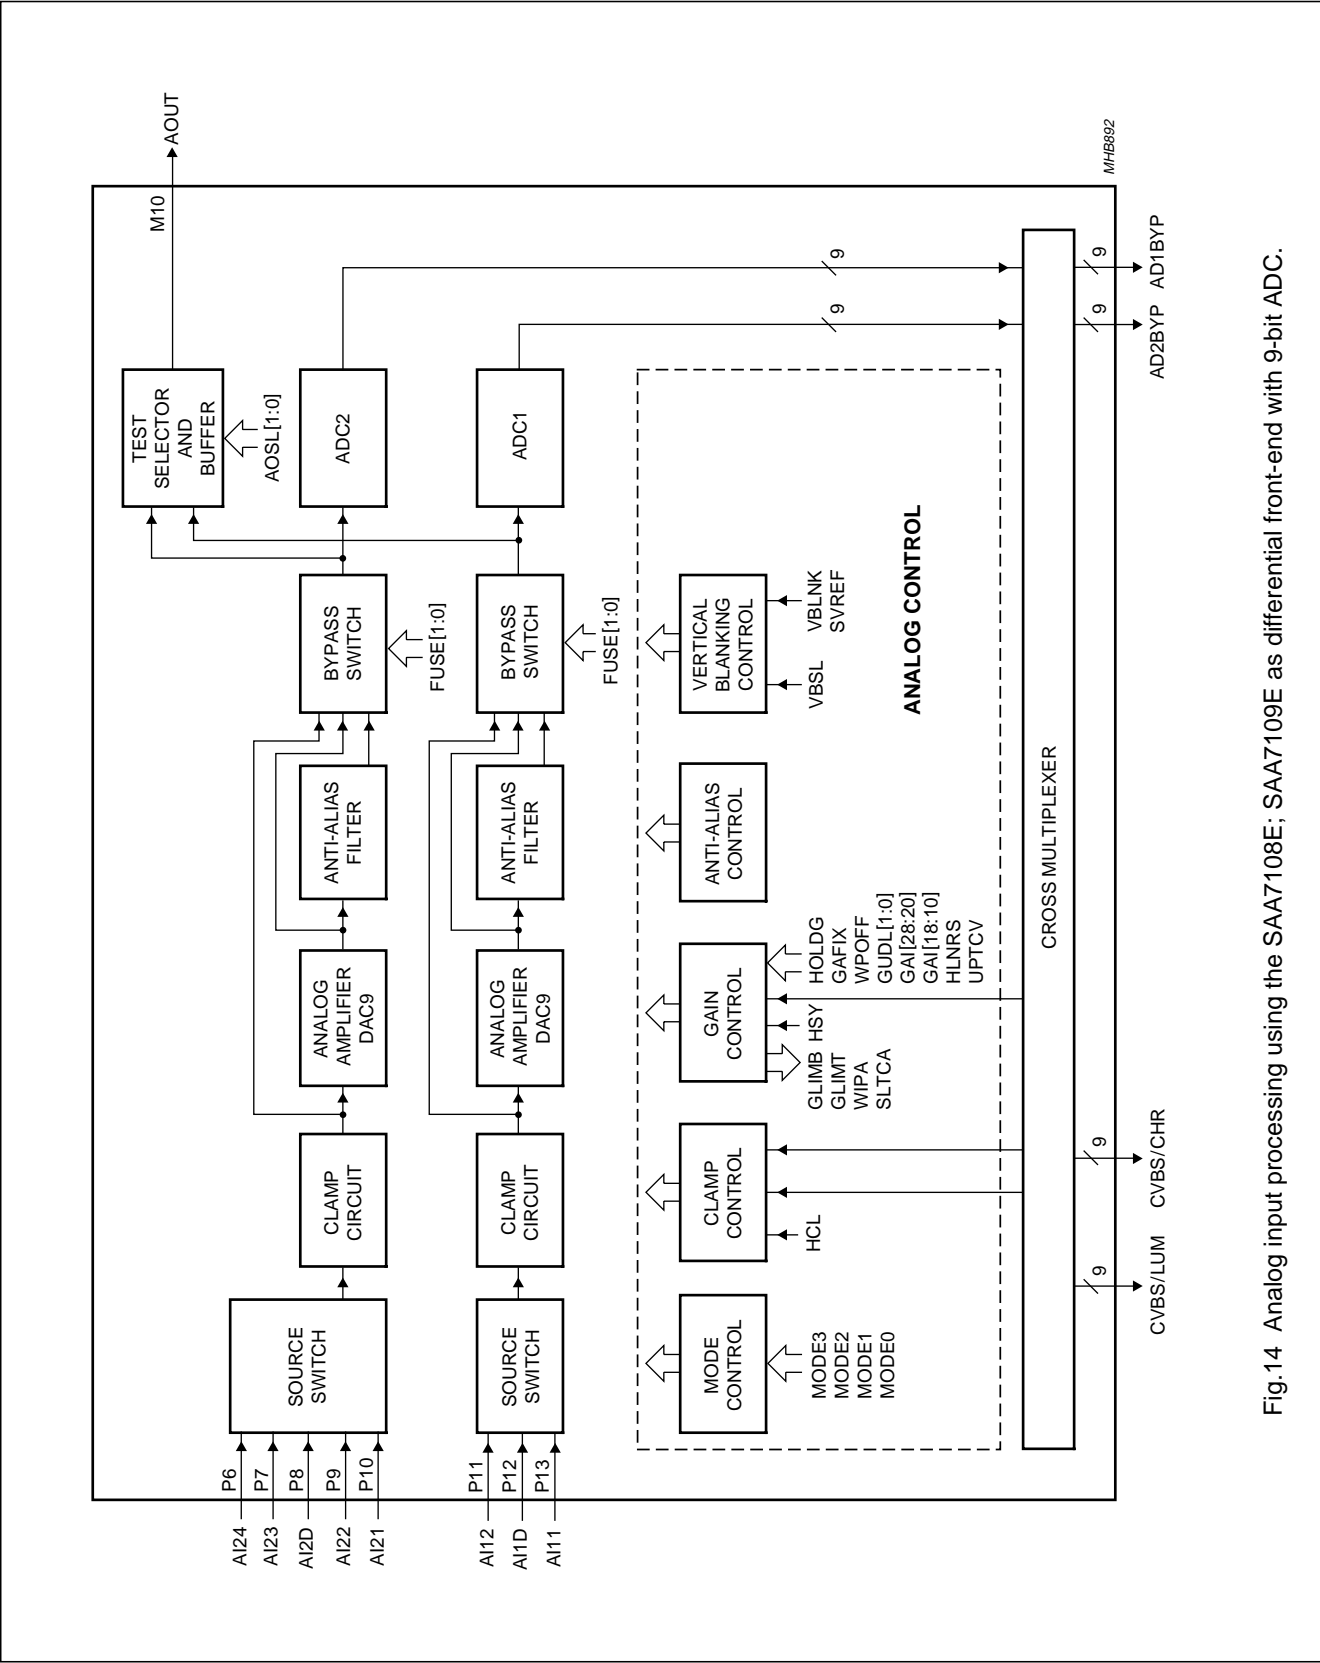 M10
AOUT
TEST
SELECTOR
AND
BUFFER
AOSL[1:0]
AI24
P6
AI23
P7
AI2D
P8
AI22
P9
AI21
P10
SOURCE
SWITCH
CLAMP
CIRCUIT
ANALOG
AMPLIFIER
DAC9
ANTI-ALIAS
FILTER
BYPASS
SWITCH
FUSE[1:0]
ADC2
AI12
P11
AI1D
P12
AI11
P13
SOURCE
SWITCH
CLAMP
CIRCUIT
ANALOG
AMPLIFIER
DAC9
ANTI-ALIAS
FILTER
BYPASS
SWITCH
FUSE[1:0]
ADC1
9
9
MODE
CONTROL
MODE3
MODE2
MODE1
MODE0
CLAMP
CONTROL
HCL
GAIN
CONTROL
GLIMB
GLIMT
WIPA
SLTCA
HSY
HOLDG
GAFIX
WPOFF
GUDL[1:0]
GAI[28:20]
GAI[18:10]
HLNRS
UPTCV
ANTI-ALIAS
CONTROL
VERTICAL
BLANKING
CONTROL
VBSL
VBLNK
SVREF
ANALOG CONTROL
CROSS MULTIPLEXER
9
9
9
9
CVBS/LUM
CVBS/CHR
AD2BYP
AD1BYP
MHB892
Fig.14 Analog input processing using the SAA7108E; SAA7109E as differential front-end with 9-bit ADC.